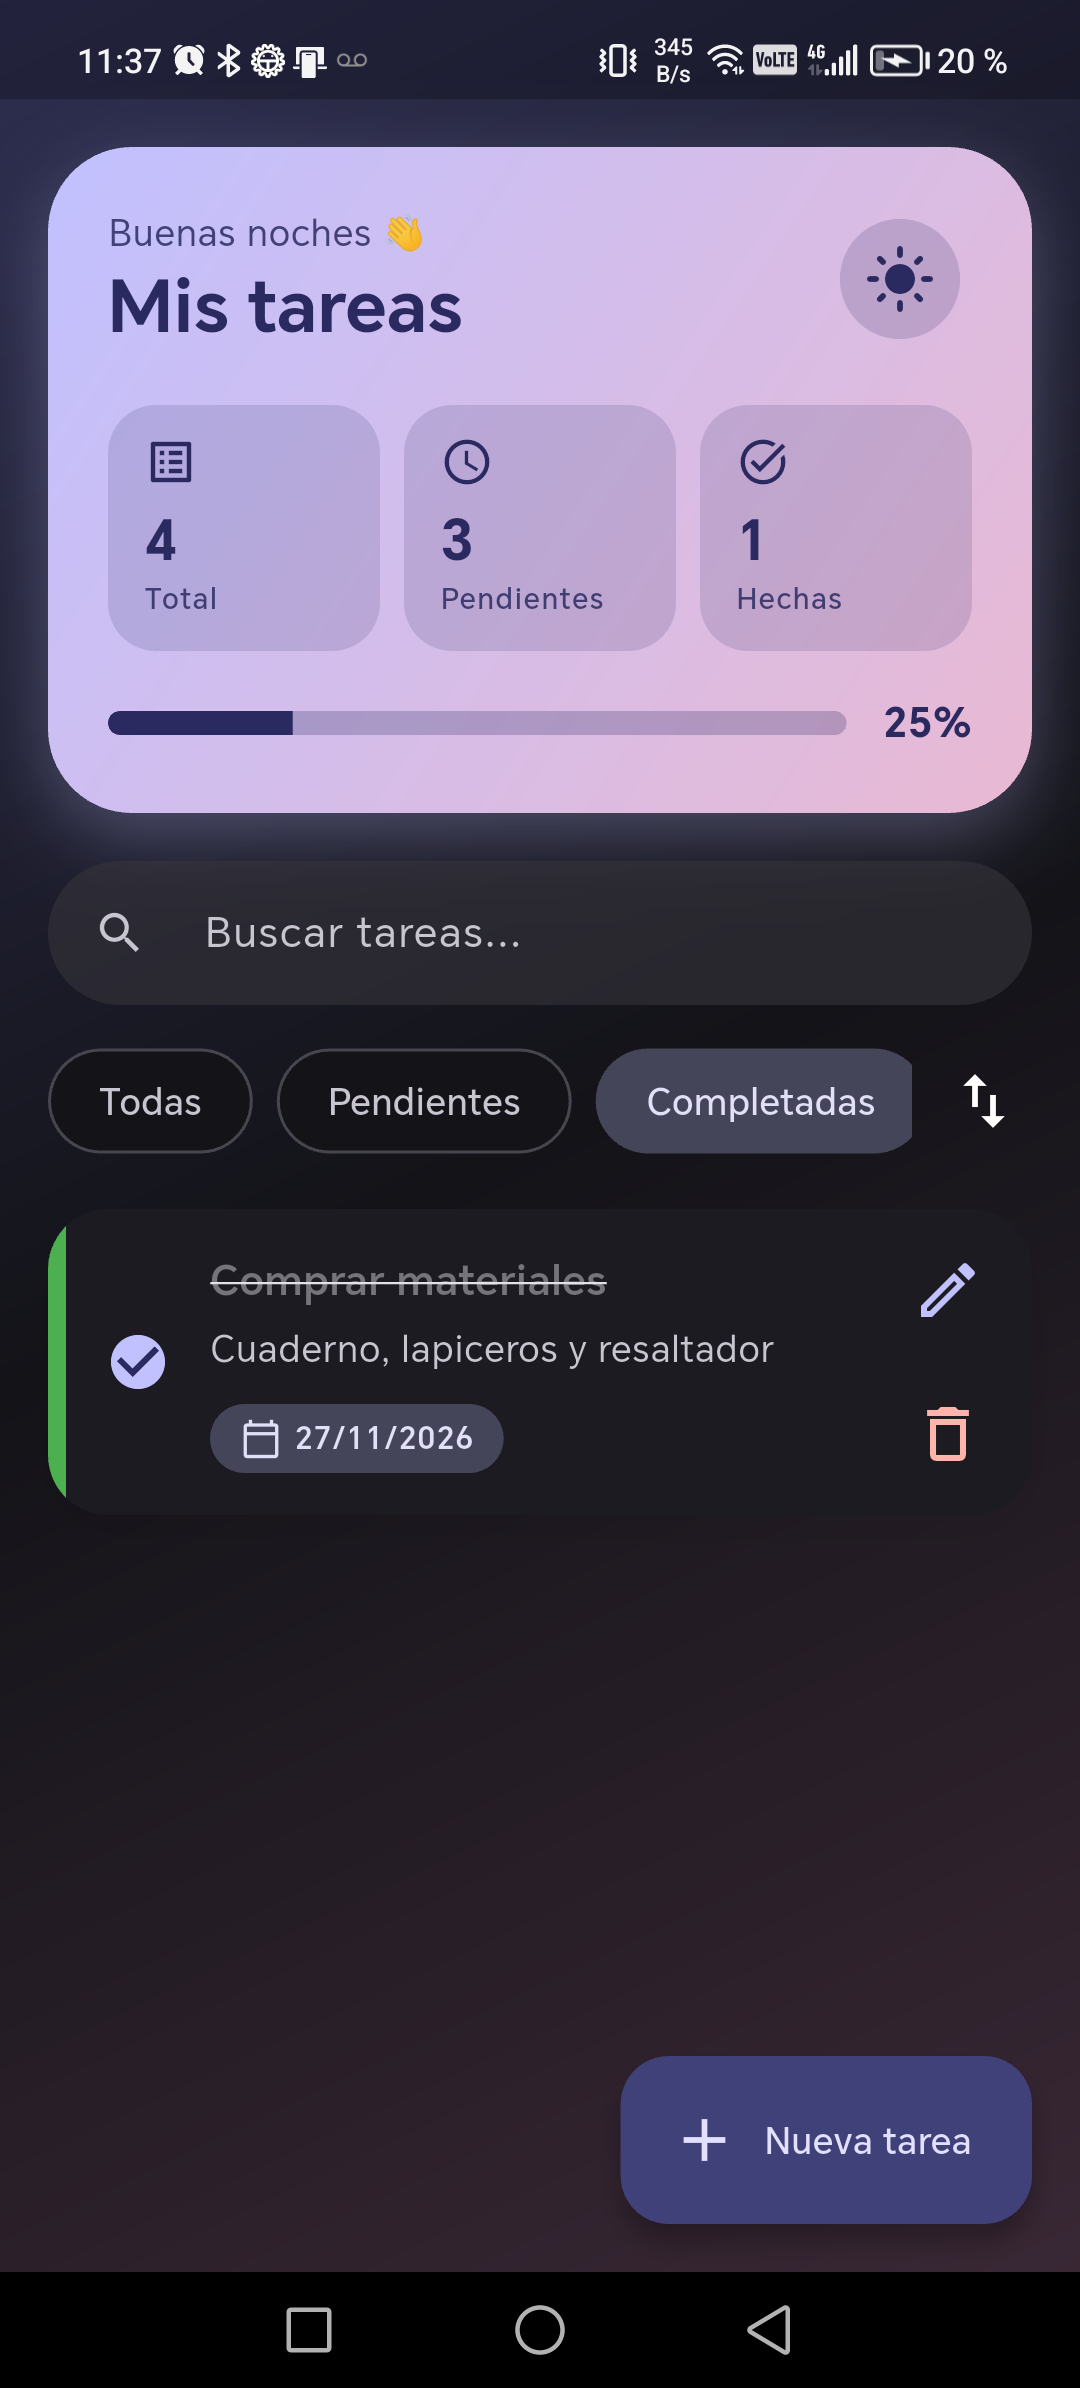 11:37
345 B/s
VoLTE
4G
20 %
Buenas noches 👋
Mis tareas
4
Total
3
Pendientes
1
Hechas
25%
Buscar tareas...
Todas
Pendientes
Completadas
Comprar materiales
Cuaderno, lapiceros y resaltador
27/11/2026
Nueva tarea